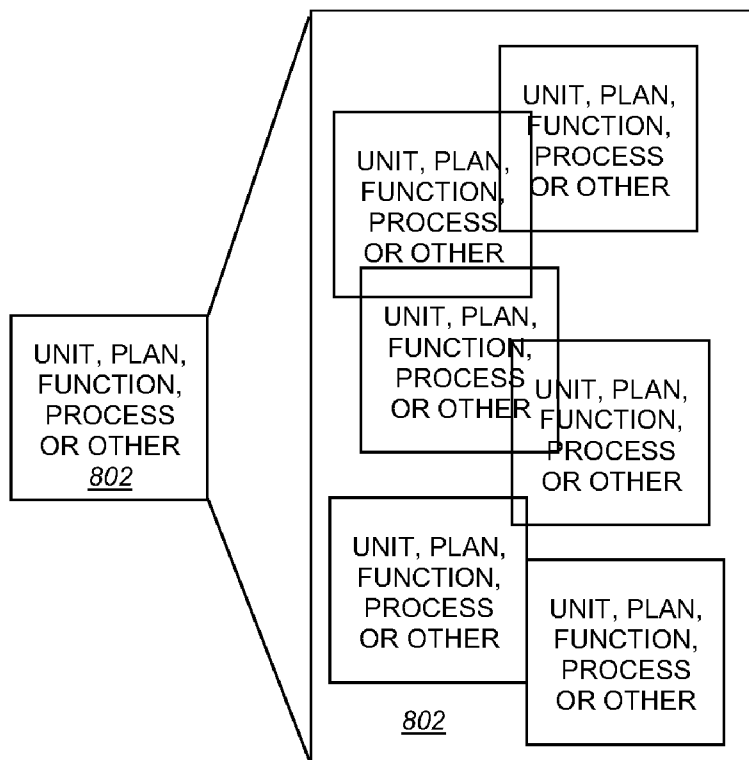 UNIT, PLAN,
FUNCTION,
PROCESS
OR OTHER
802
UNIT, PLAN,
FUNCTION,
PROCESS
OR OTHER
UNIT, PLAN,
FUNCTION,
PROCESS
OR OTHER
UNIT, PLAN,
FUNCTION,
PROCESS
OR OTHER
UNIT, PLAN,
FUNCTION,
PROCESS
OR OTHER
UNIT, PLAN,
FUNCTION,
PROCESS
OR OTHER
UNIT, PLAN,
FUNCTION,
PROCESS
OR OTHER
802